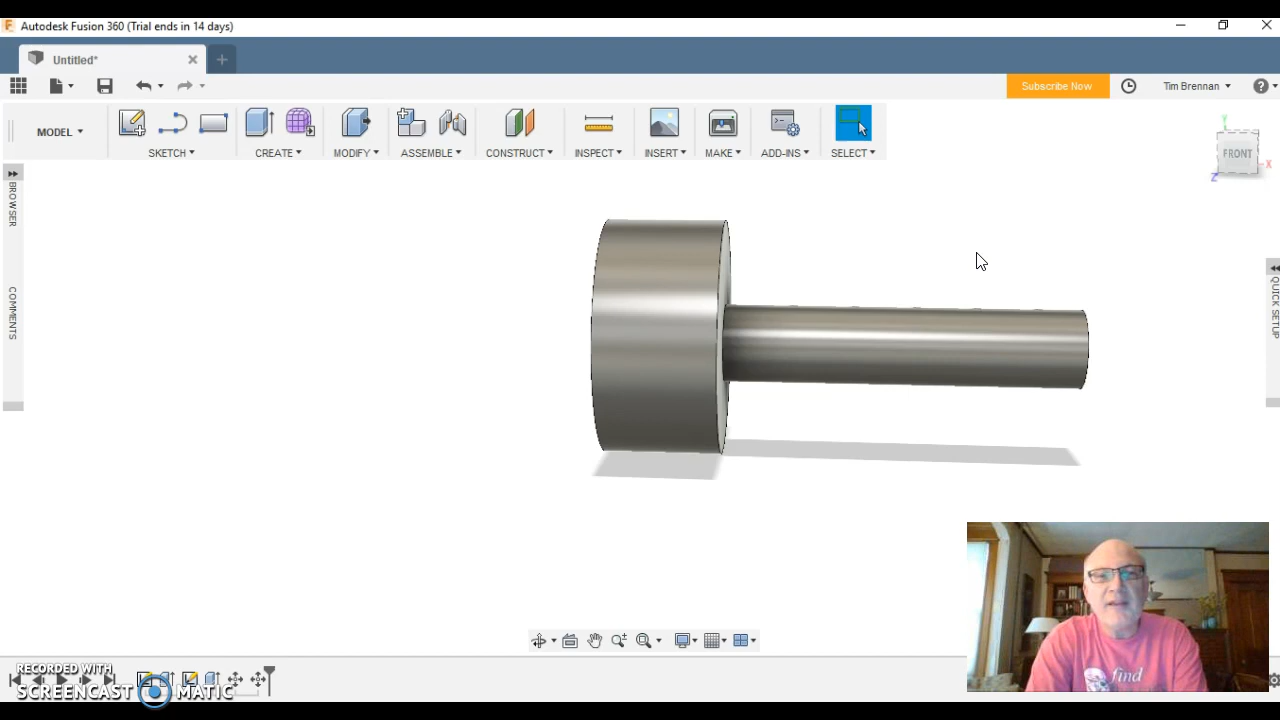 Autodesk Fusion 360 (Trial ends in 14 days)
Untitled*
Subscribe Now
Tim Brennan
MODEL
SKETCH
CREATE
MODIFY
ASSEMBLE
CONSTRUCT
INSPECT
INSERT
MAKE
ADD-INS
SELECT
Y
FRONT
X
Z
BROWSER
COMMENTS
QUICK SETUP
find
RECORDED WITH
SCREENCAST MATIC